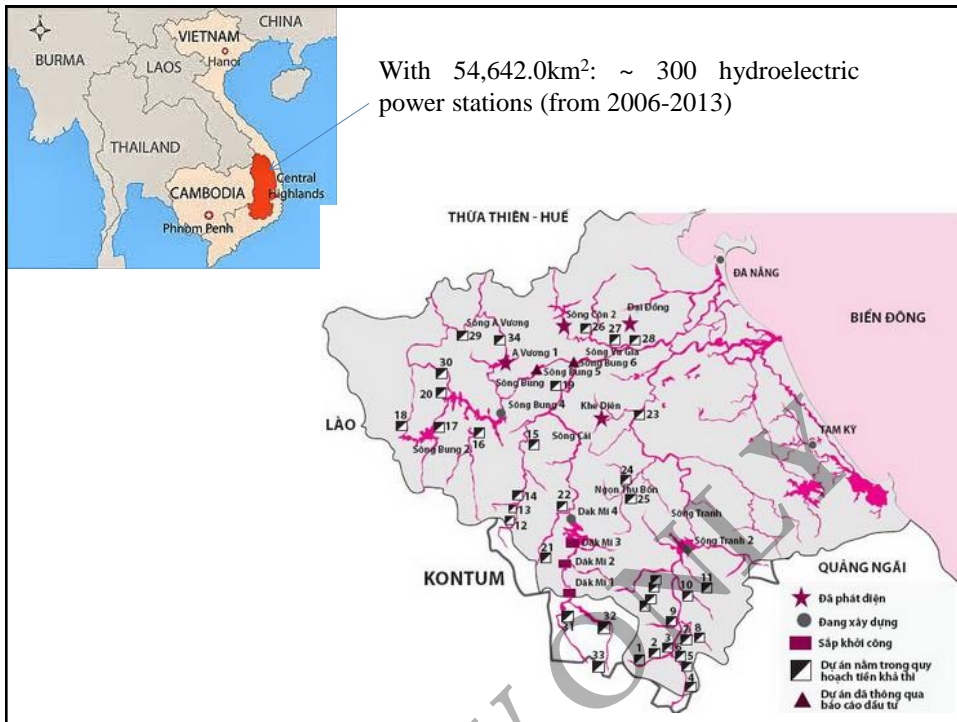 CHINA
VIETNAM
Hanoi
BURMA
LAOS
THAILAND
CAMBODIA
Central
Highlands
Phnom Penh
With 54,642.0km²: ~ 300 hydroelectric
power stations (from 2006-2013)
THỪA THIÊN - HUẾ
ĐÀ NẴNG
BIỂN ĐÔNG
Sông Côn 2
Đại Đồng
26
27
28
Sông A Vương
29
34
A Vương 1
Sông Vu Gia
Sông Bung 6
Sông Bung 5
Sông Bung
19
30
20
Sông Bung 4
Khe Diên
23
LÀO
18
17
Sông Bung 2
16
15
Sông Cái
TAM KỲ
24
Ngọn Thu Bồn
25
14
13
12
22
Dak Mi 4
Sông Tranh
Sông Tranh 2
Dăk Mi 3
21
Dăk Mi 2
Dăk Mi 1
KONTUM
QUẢNG NGÃI
10
11
9
31
32
33
1
2
3
6
7
8
5
4
Đã phát điện
Đang xây dựng
Sắp khởi công
Dự án nằm trong quy
hoạch tiền khả thi
Dự án đã thông qua
báo cáo đầu tư
ONLY